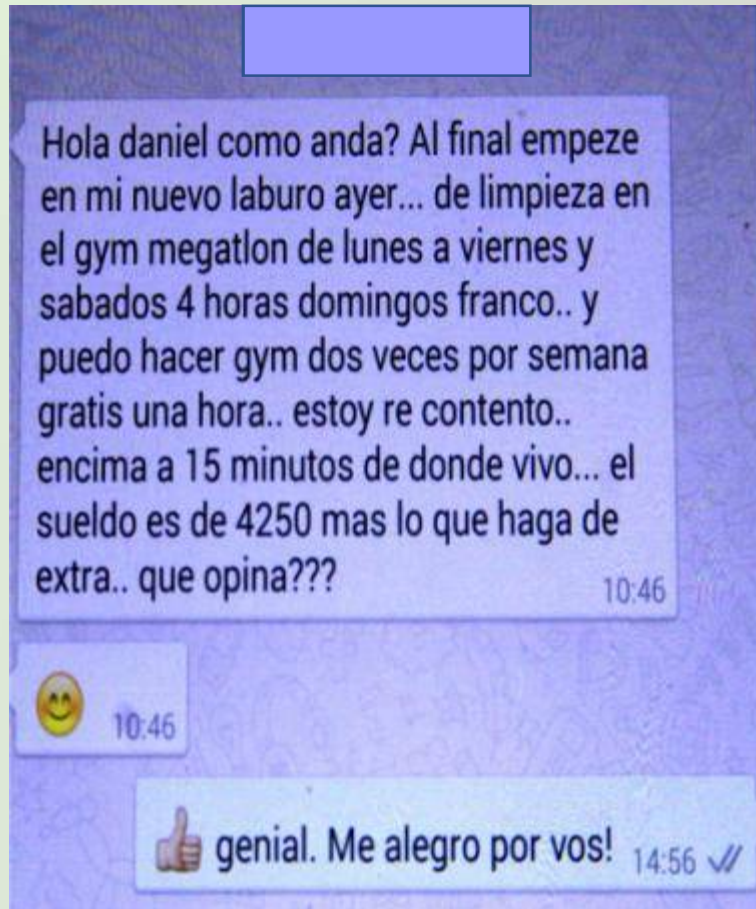 Hola daniel como anda? Al final empeze
en mi nuevo laburo ayer... de limpieza en
el gym megatlon de lunes a viernes y
sabados 4 horas domingos franco.. y
puedo hacer gym dos veces por semana
gratis una hora.. estoy re contento..
encima a 15 minutos de donde vivo... el
sueldo es de 4250 mas lo que haga de
extra.. que opina???
10:46
😊 10:46
👍 genial. Me alegro por vos! 14:56